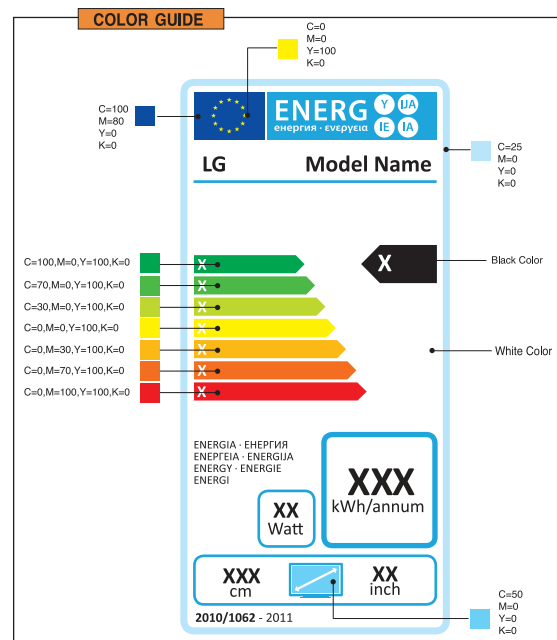 COLOR GUIDE
C=0
M=0
Y=100
K=0
C=100
M=80
Y=0
K=0
ENERG
енергия · ενεργεια
Y IJA
IE IA
C=25
M=0
Y=0
K=0
LG Model Name
C=100,M=0,Y=100,K=0
X
X
Black Color
C=70,M=0,Y=100,K=0
X
C=30,M=0,Y=100,K=0
X
C=0,M=0,Y=100,K=0
X
C=0,M=30,Y=100,K=0
X
White Color
C=0,M=70,Y=100,K=0
X
C=0,M=100,Y=100,K=0
X
ENERGIA · ЕНЕРГИЯ
ΕΝΕΡΓΕΙΑ · ENERGIJA
ENERGY · ENERGIE
ENERGI
XXX
kWh/annum
XX
Watt
XXX
cm
XX
inch
2010/1062 - 2011
C=50
M=0
Y=0
K=0